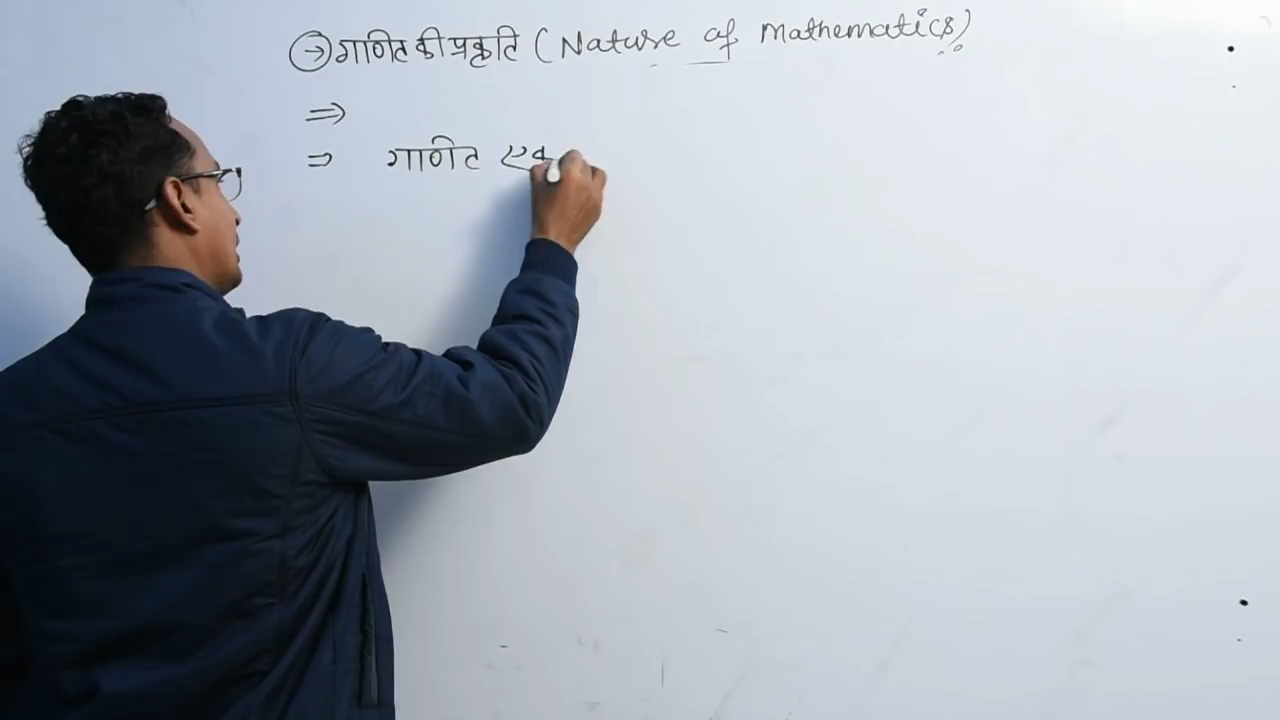 → गणित की प्रकृति (Nature of Mathematics)
⇒
⇒ गणित एक